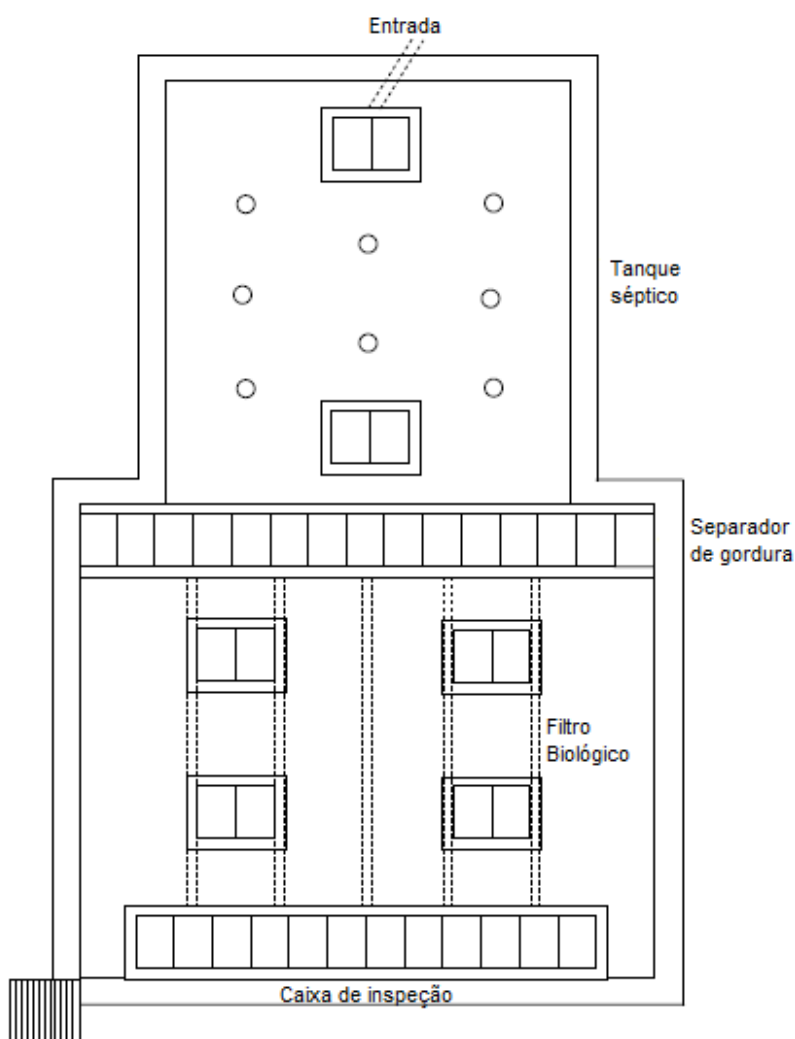 Entrada
Tanque
séptico
Separador
de gordura
Filtro
Biológico
Caixa de inspeção